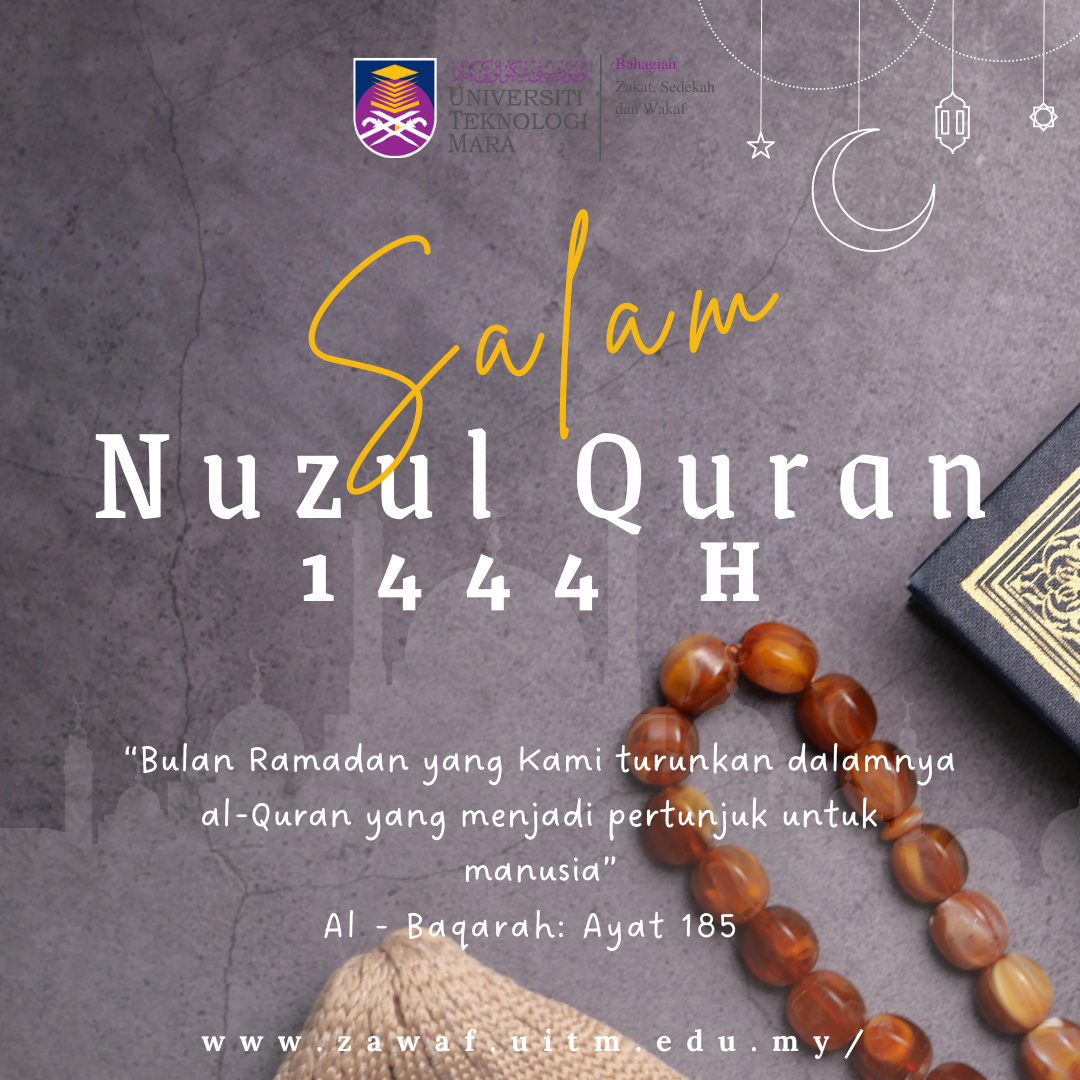 UNIVERSITI
TEKNOLOGI
MARA
Bahagian
Zakat, Sedekah
dan Wakaf
Salam
Nuzul Quran
1444 H
“Bulan Ramadan yang Kami turunkan dalamnya
al-Quran yang menjadi pertunjuk untuk
manusia”
Al - Baqarah: Ayat 185
www.zawaf.uitm.edu.my/